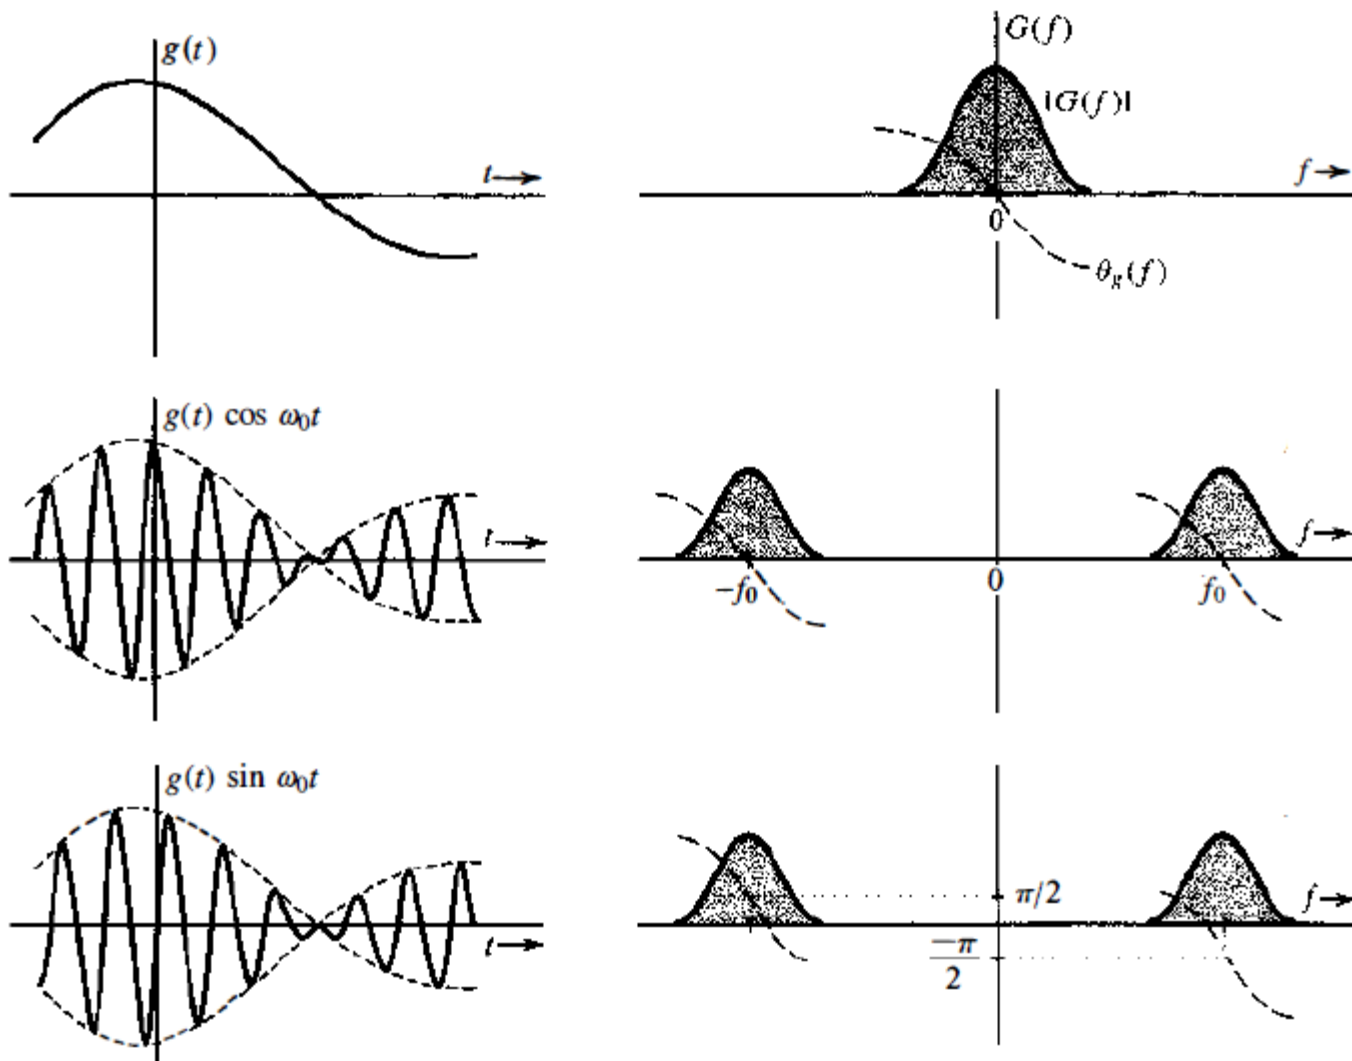 g(t)
t→
G(f)
|G(f)|
f→
0
θg(f)
g(t) cos ω0t
t→
f→
−f0
0
f0
g(t) sin ω0t
t→
f→
π/2
−π
2